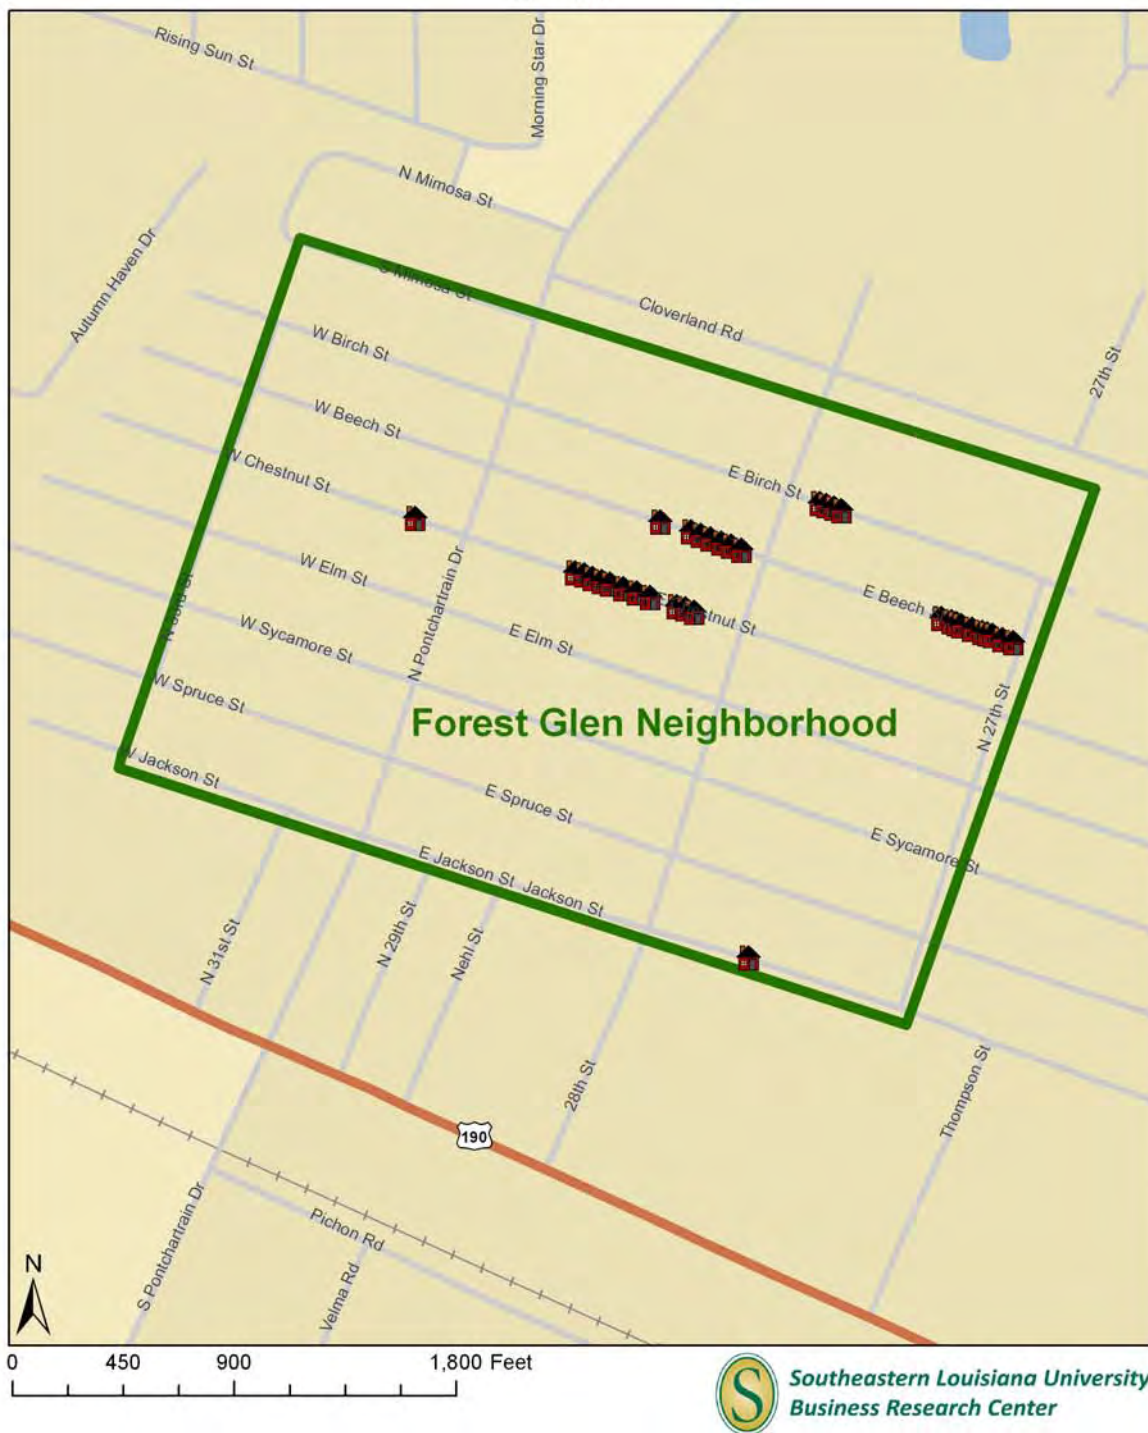 Rising Sun St
Morning Star Dr
N Mimosa St
Autumn Haven Dr
S Mimosa St
Cloverland Rd
W Birch St
27th St
W Beech St
W Chestnut St
E Birch St
W Elm St
N Pontchartrain Dr
E Beech
estnut St
W Sycamore St
E Elm St
W Spruce St
N 27th St
Forest Glen Neighborhood
W Jackson St
E Spruce St
E Sycamore St
E Jackson St Jackson St
N 31st St
N 29th St
Nehl St
28th St
Thompson St
190
S Pontchartrain Dr
Pichon Rd
Velma Rd
N
0 450 900 1,800 Feet
S
Southeastern Louisiana University
Business Research Center